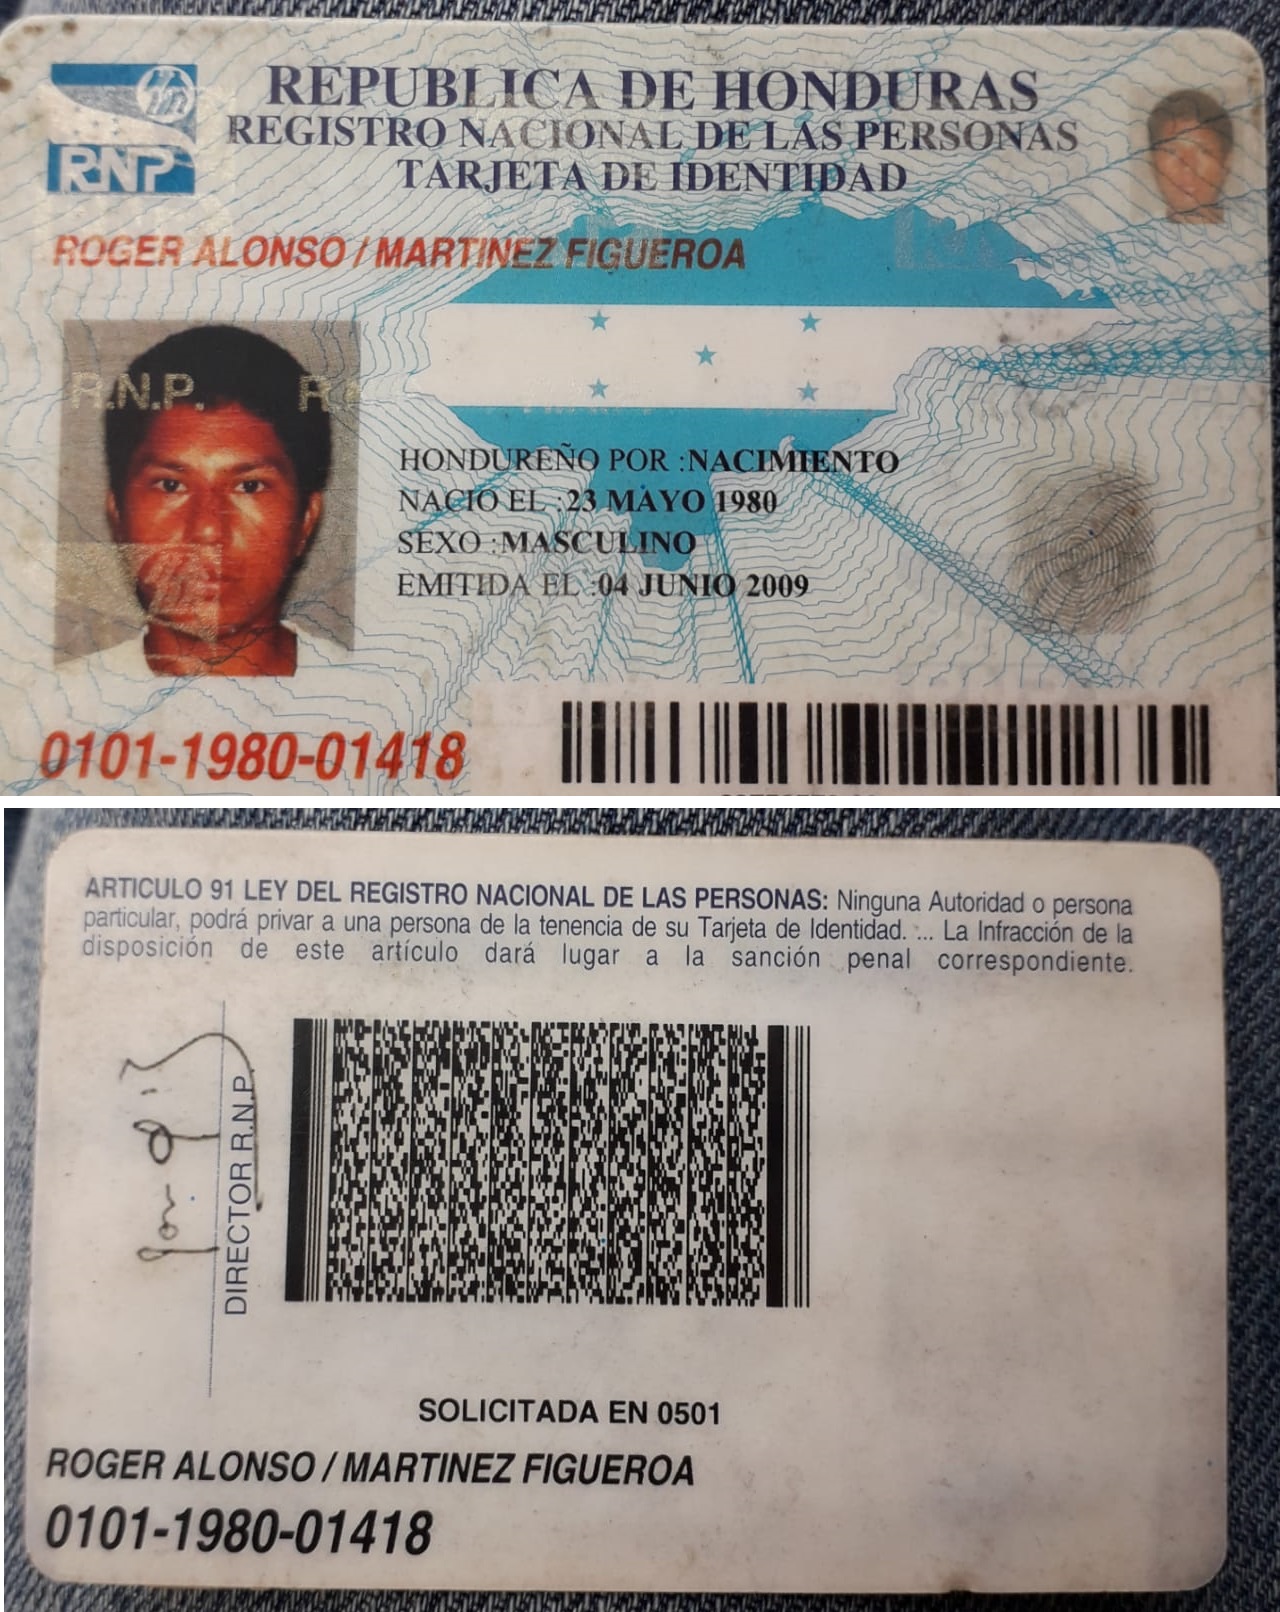 RNP
REPUBLICA DE HONDURAS
REGISTRO NACIONAL DE LAS PERSONAS
TARJETA DE IDENTIDAD
ROGER ALONSO / MARTINEZ FIGUEROA
R.N.P.
HONDUREÑO POR :NACIMIENTO
NACIO EL :23 MAYO 1980
SEXO :MASCULINO
EMITIDA EL :04 JUNIO 2009
0101-1980-01418
ARTICULO 91 LEY DEL REGISTRO NACIONAL DE LAS PERSONAS: Ninguna Autoridad o persona
particular, podrá privar a una persona de la tenencia de su Tarjeta de Identidad. ... La Infracción de la
disposición de este artículo dará lugar a la sanción penal correspondiente.
DIRECTOR R.N.P.
SOLICITADA EN 0501
ROGER ALONSO / MARTINEZ FIGUEROA
0101-1980-01418